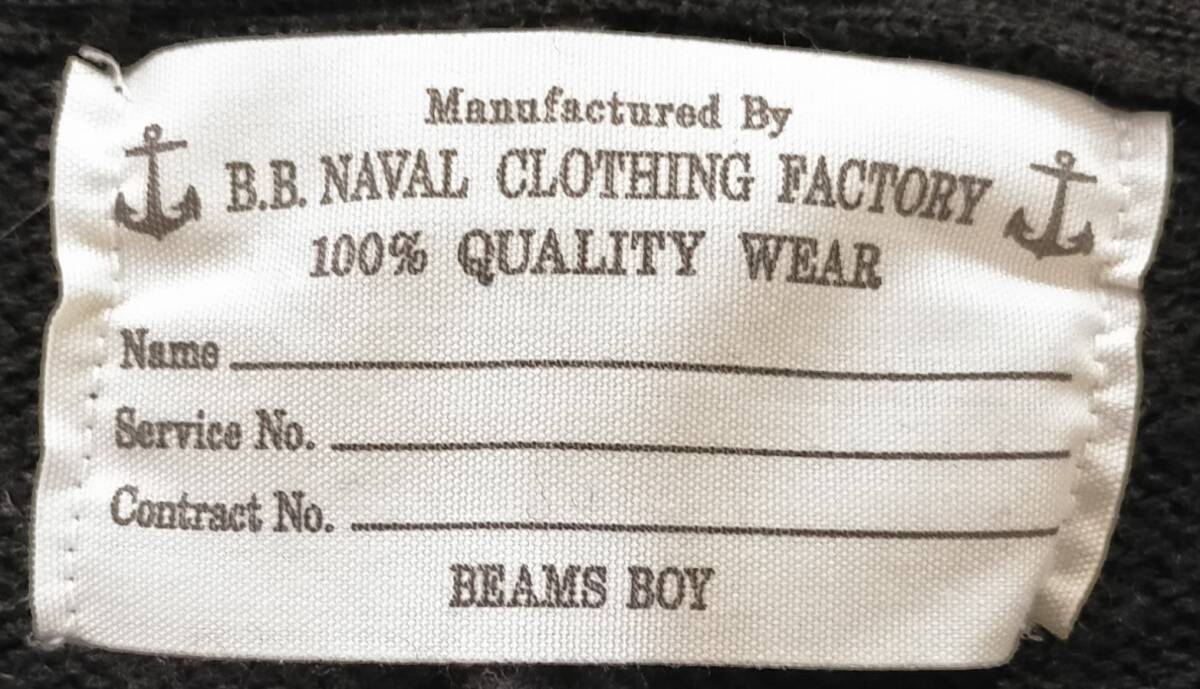 Manufactured By
B.B. NAVAL CLOTHING FACTORY
100% QUALITY WEAR
Name
Service No.
Contract No.
BEAMS BOY